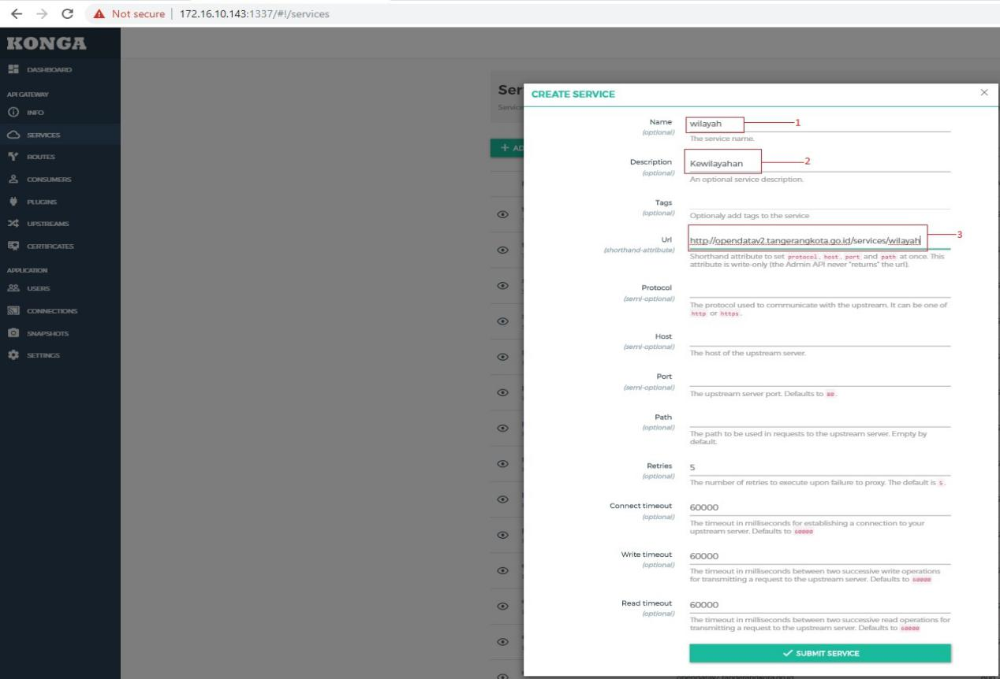 Not secure | 172.16.10.143:1337/#!/services
KONGA
DASHBOARD
API GATEWAY
INFO
SERVICES
ROUTES
CONSUMERS
PLUGINS
UPSTREAMS
CERTIFICATES
APPLICATION
USERS
CONNECTIONS
SNAPSHOTS
SETTINGS
Ser
Service
+ AD
CREATE SERVICE
Name
(optional)
wilayah
1
The service name.
Description
(optional)
Kewilayahan
2
An optional service description.
Tags
(optional)
Optionaly add tags to the service
Url
(shorthand-attribute)
http://opendatav2.tangerangkota.go.id/services/wilayah
3
Shorthand attribute to set protocol, host, port and path at once. This
attribute is write-only (the Admin API never "returns" the url).
Protocol
(semi-optional)
The protocol used to communicate with the upstream. It can be one of
http or https.
Host
(semi-optional)
The host of the upstream server.
Port
(semi-optional)
The upstream server port. Defaults to 80.
Path
(optional)
The path to be used in requests to the upstream server. Empty by
default.
Retries
(optional)
5
The number of retries to execute upon failure to proxy. The default is 5.
Connect timeout
(optional)
60000
The timeout in milliseconds for establishing a connection to your
upstream server. Defaults to 60000
Write timeout
(optional)
60000
The timeout in milliseconds between two successive write operations
for transmitting a request to the upstream server. Defaults to 60000
Read timeout
(optional)
60000
The timeout in milliseconds between two successive read operations for
transmitting a request to the upstream server. Defaults to 60000
SUBMIT SERVICE